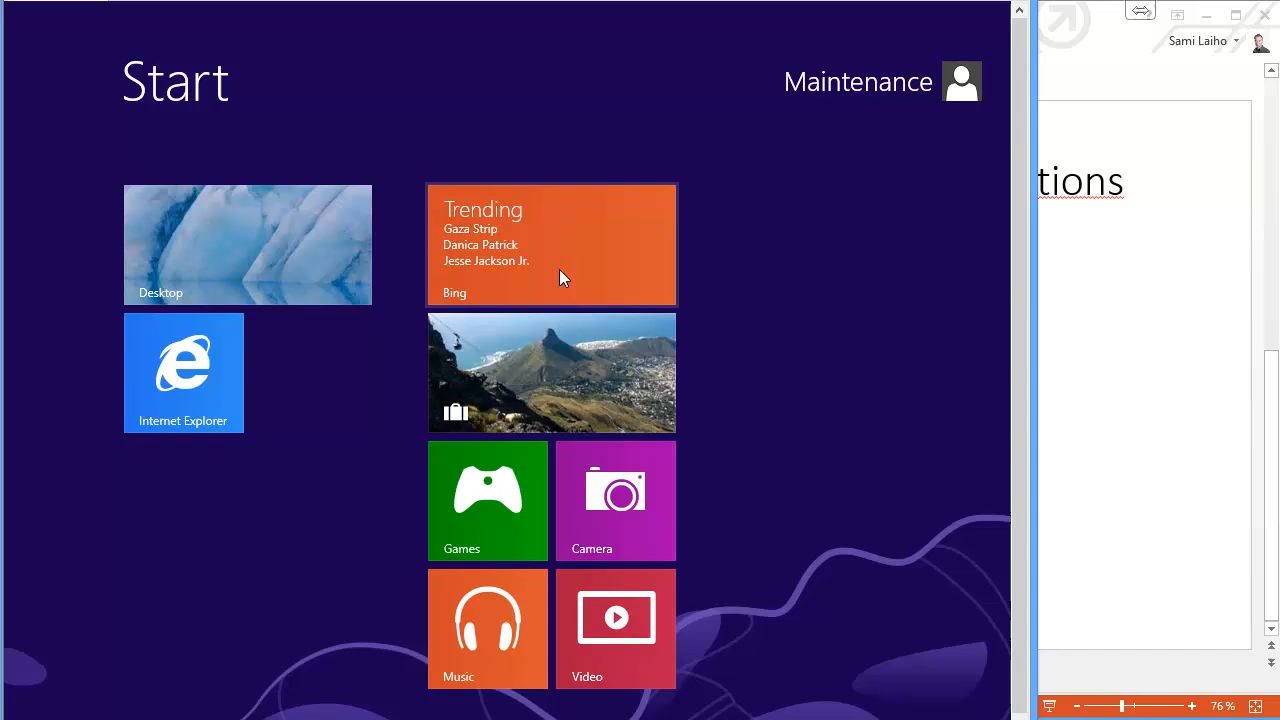 Start
Maintenance
Sami Laiho
tions
Trending
Gaza Strip
Danica Patrick
Jesse Jackson Jr.
Desktop
Bing
Internet Explorer
Games
Camera
Music
Video
76 %